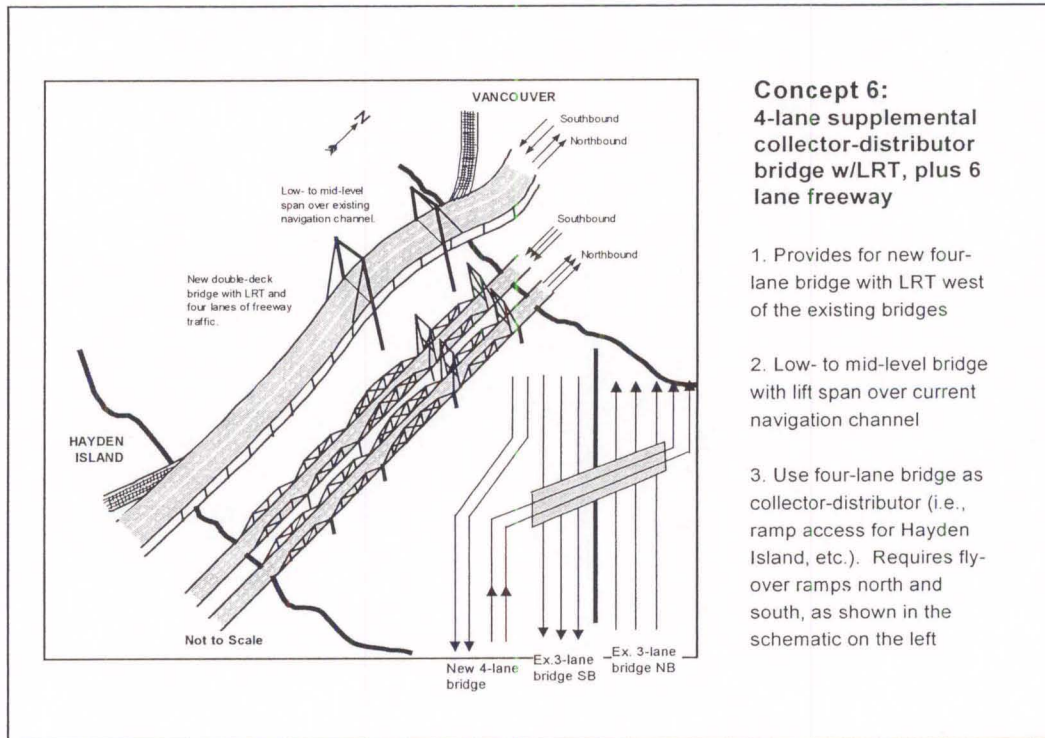 VANCOUVER
N
Southbound
Northbound
Low- to mid-level
span over existing
navigation channel.
Southbound
Northbound
New double-deck
bridge with LRT and
four lanes of freeway
traffic.
HAYDEN
ISLAND
Not to Scale
New 4-lane
bridge
Ex.3-lane
bridge SB
Ex. 3-lane
bridge NB
Concept 6:
4-lane supplemental
collector-distributor
bridge w/LRT, plus 6
lane freeway
1. Provides for new four-
lane bridge with LRT west
of the existing bridges
2. Low- to mid-level bridge
with lift span over current
navigation channel
3. Use four-lane bridge as
collector-distributor (i.e.,
ramp access for Hayden
Island, etc.). Requires fly-
over ramps north and
south, as shown in the
schematic on the left